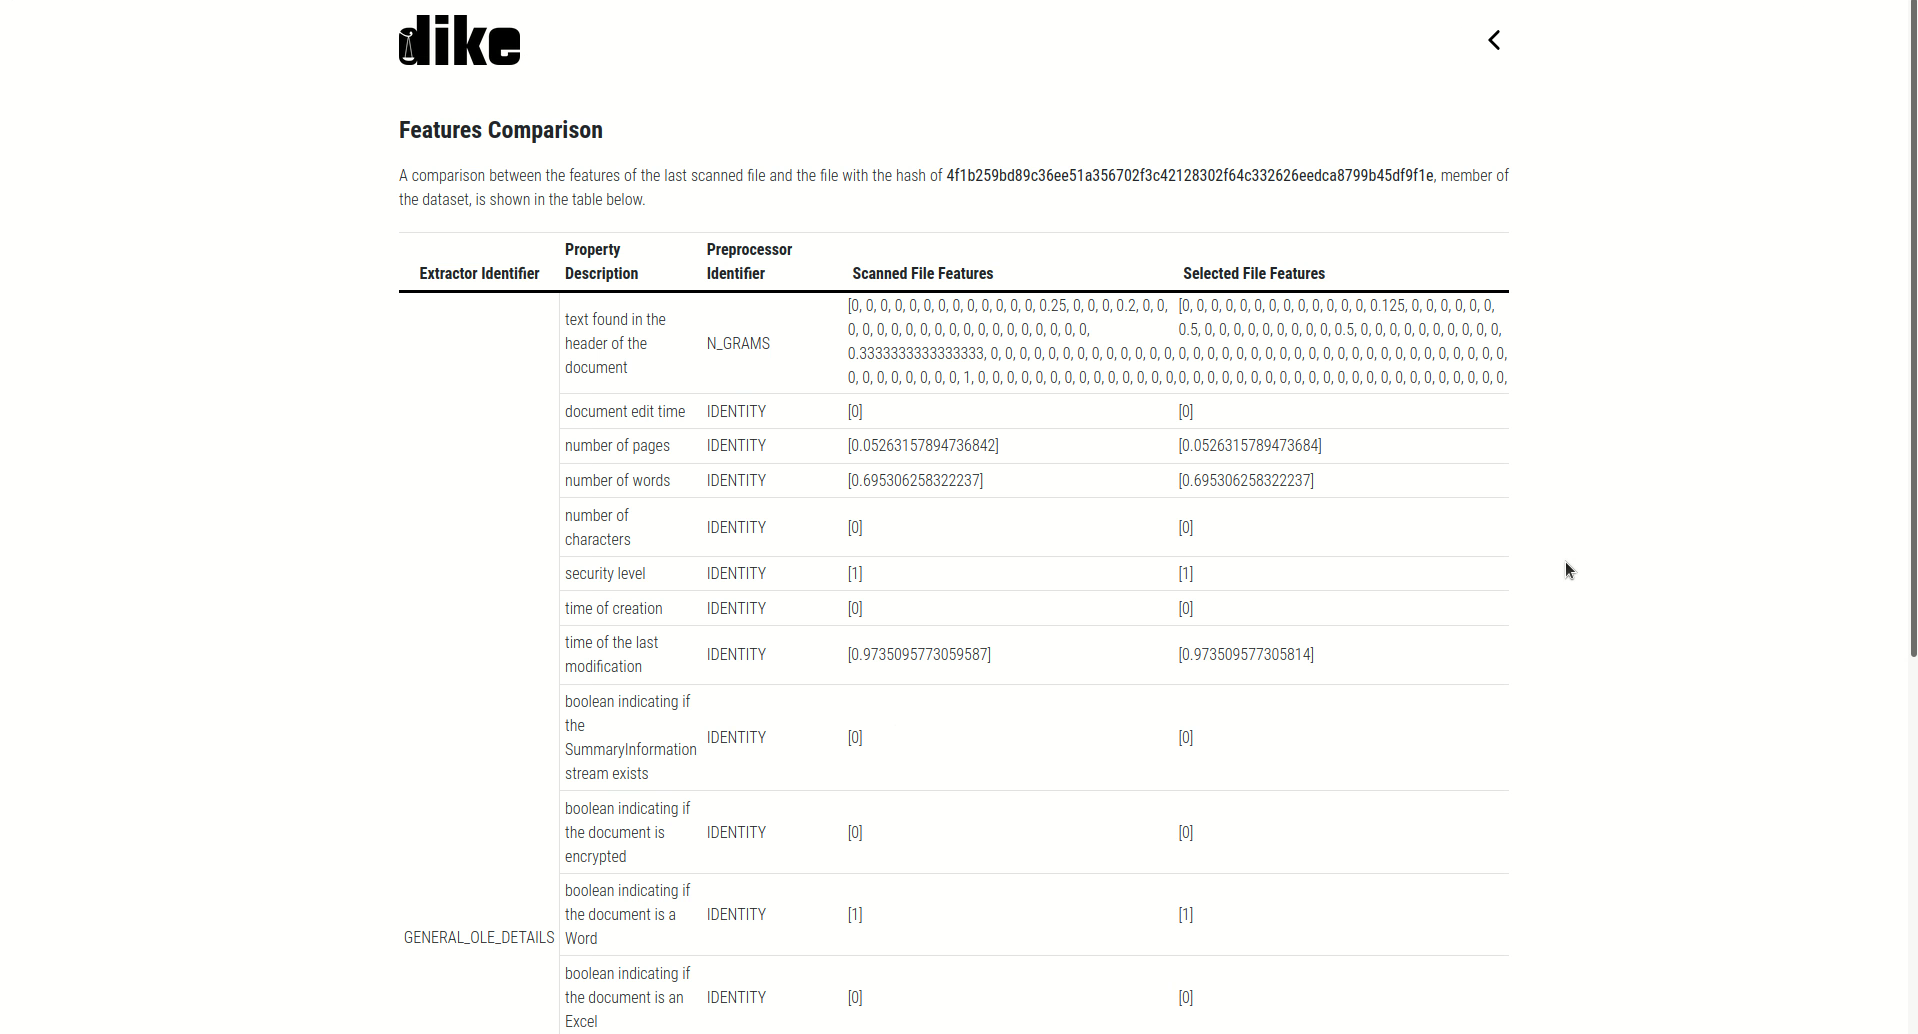 dike
Features Comparison
A comparison between the features of the last scanned file and the file with the hash of 4f1b259bd89c36ee51a356702f3c42128302f64c332626eedca8799b45df9f1e, member of
the dataset, is shown in the table below.
Extractor Identifier Property Description Preprocessor Identifier Scanned File Features Selected File Features
GENERAL_OLE_DETAILS
text found in the
header of the
document
N_GRAMS
[0, 0, 0, 0, 0, 0, 0, 0, 0, 0, 0, 0, 0, 0.25, 0, 0, 0, 0.2, 0, 0,
0, 0, 0, 0, 0, 0, 0, 0, 0, 0, 0, 0, 0, 0, 0, 0, 0,
0.3333333333333333, 0, 0, 0, 0, 0, 0, 0, 0, 0, 0, 0, 0, 0,
0, 0, 0, 0, 0, 0, 0, 0, 1, 0, 0, 0, 0, 0, 0, 0, 0, 0, 0, 0, 0, 0, 0,
[0, 0, 0, 0, 0, 0, 0, 0, 0, 0, 0, 0, 0, 0.125, 0, 0, 0, 0, 0, 0,
0.5, 0, 0, 0, 0, 0, 0, 0, 0, 0, 0.5, 0, 0, 0, 0, 0, 0, 0, 0, 0, 0,
0, 0, 0, 0, 0, 0, 0, 0, 0, 0, 0, 0, 0, 0, 0, 0, 0, 0, 0, 0, 0, 0, 0,
0, 0, 0, 0, 0, 0, 0, 0, 0, 0, 0, 0, 0, 0, 0, 0, 0, 0, 0, 0, 0, 0, 0,
document edit time IDENTITY [0] [0]
number of pages IDENTITY [0.05263157894736842] [0.0526315789473684]
number of words IDENTITY [0.695306258322237] [0.695306258322237]
number of
characters
IDENTITY [0] [0]
security level IDENTITY [1] [1]
time of creation IDENTITY [0] [0]
time of the last
modification
IDENTITY [0.9735095773059587] [0.973509577305814]
boolean indicating if
the
SummaryInformation
stream exists
IDENTITY [0] [0]
boolean indicating if
the document is
encrypted
IDENTITY [0] [0]
boolean indicating if
the document is a
Word
IDENTITY [1] [1]
boolean indicating if
the document is an
Excel
IDENTITY [0] [0]